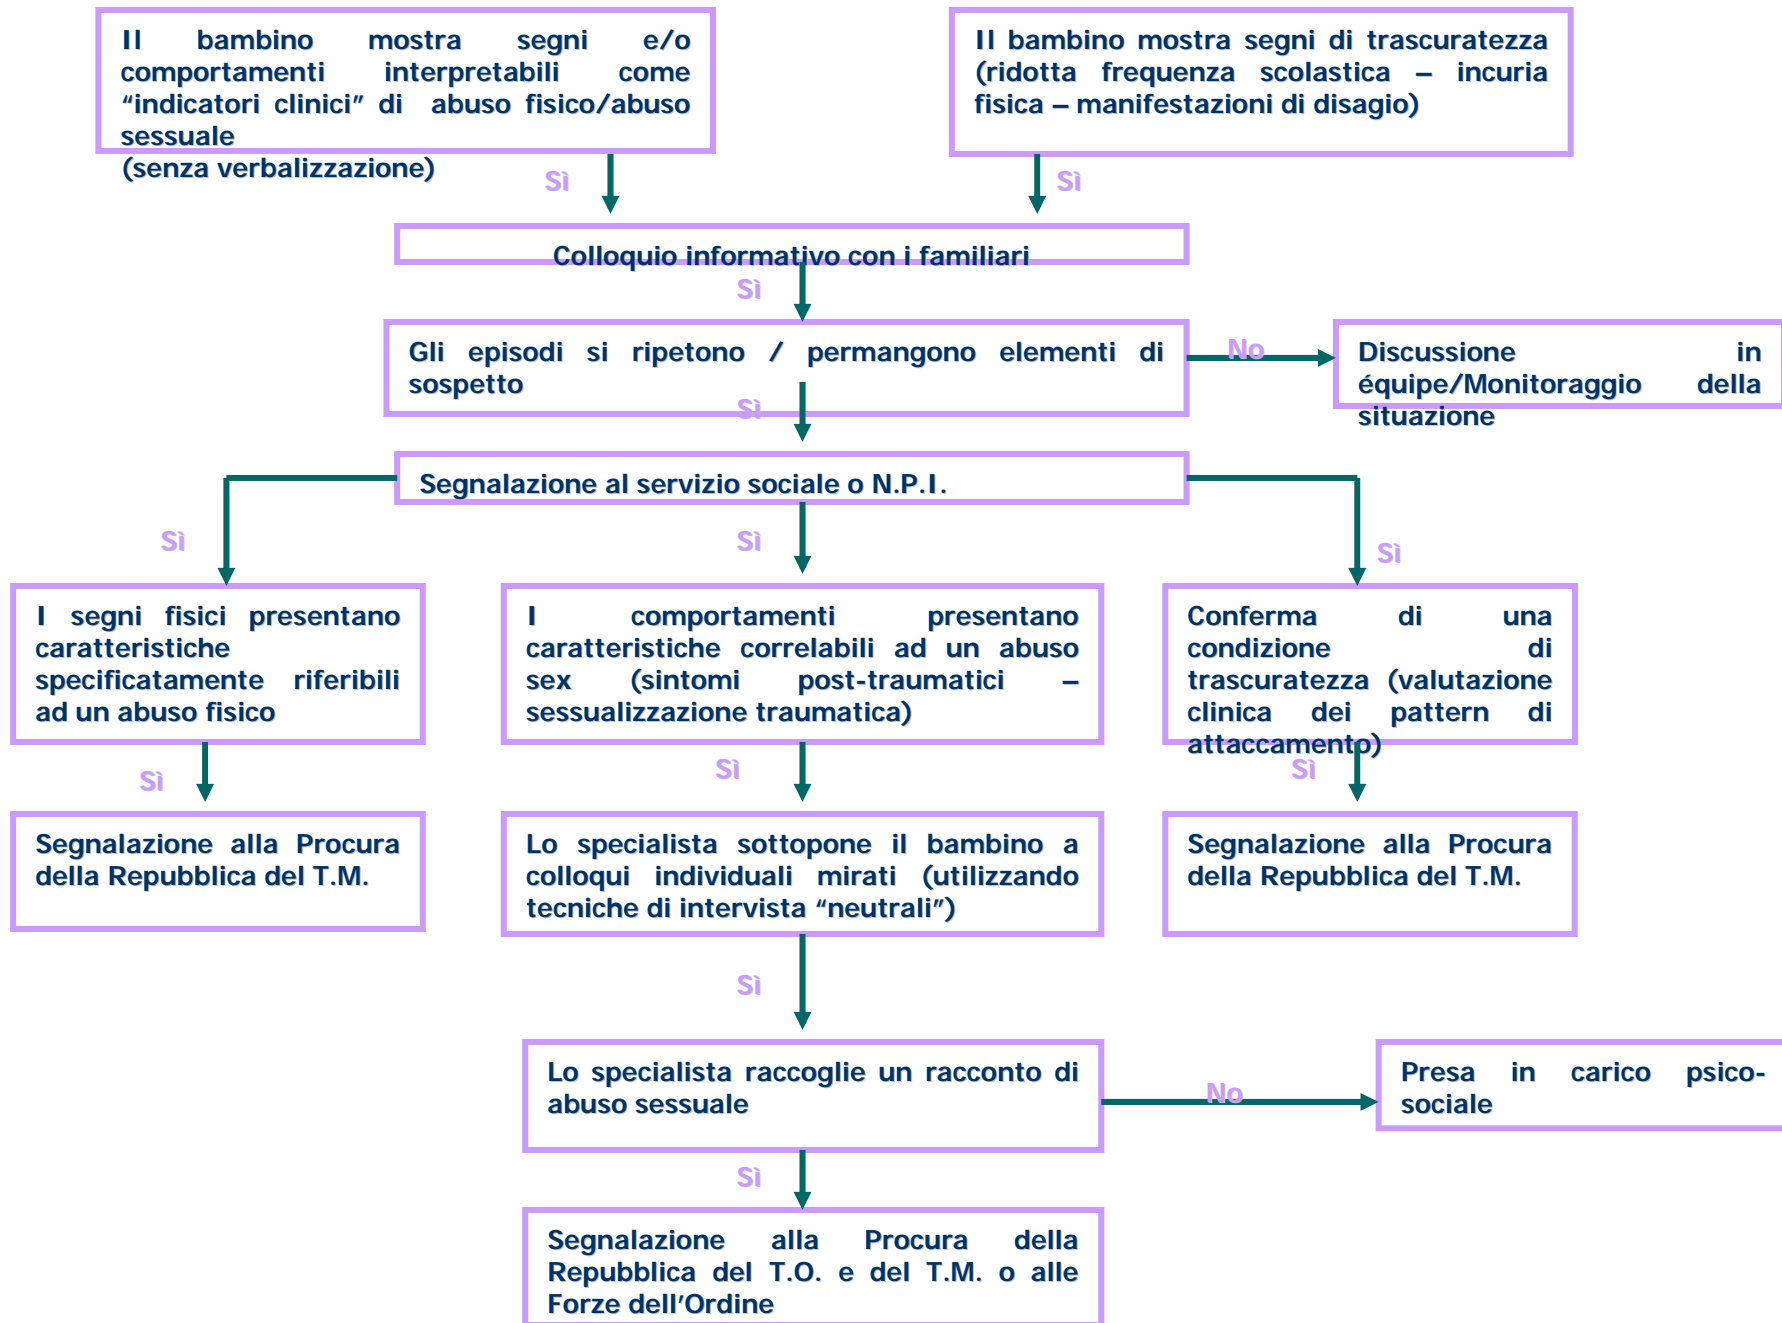 Il bambino mostra segni e/o
comportamenti interpretabili come
“indicatori clinici” di abuso fisico/abuso
sessuale
(senza verbalizzazione)
Il bambino mostra segni di trascuratezza
(ridotta frequenza scolastica – incuria
fisica – manifestazioni di disagio)
Sì
Sì
Colloquio informativo con i familiari
Sì
Gli episodi si ripetono / permangono elementi di
sospetto
No
Discussione in
équipe/Monitoraggio della
situazione
Sì
Segnalazione al servizio sociale o N.P.I.
Sì
Sì
Sì
I segni fisici presentano
caratteristiche
specificatamente riferibili
ad un abuso fisico
I comportamenti presentano
caratteristiche correlabili ad un abuso
sex (sintomi post-traumatici –
sessualizzazione traumatica)
Conferma di una
condizione di
trascuratezza (valutazione
clinica dei pattern di
attaccamento)
Sì
Sì
Sì
Segnalazione alla Procura
della Repubblica del T.M.
Lo specialista sottopone il bambino a
colloqui individuali mirati (utilizzando
tecniche di intervista “neutrali”)
Segnalazione alla Procura
della Repubblica del T.M.
Sì
Lo specialista raccoglie un racconto di
abuso sessuale
No
Presa in carico psico-
sociale
Sì
Segnalazione alla Procura della
Repubblica del T.O. e del T.M. o alle
Forze dell’Ordine